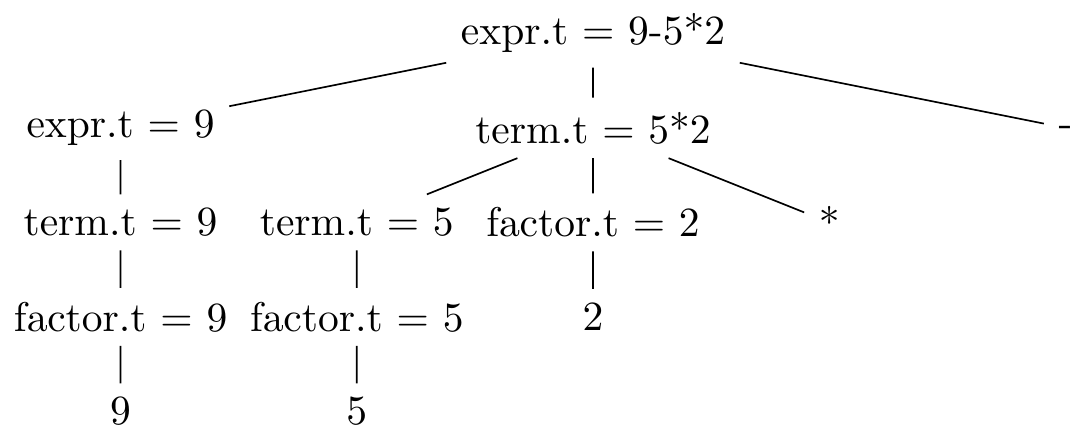 expr.t = 9-5*2
expr.t = 9 term.t = 5*2 -
term.t = 9 term.t = 5 factor.t = 2 *
factor.t = 9 factor.t = 5 2
9 5